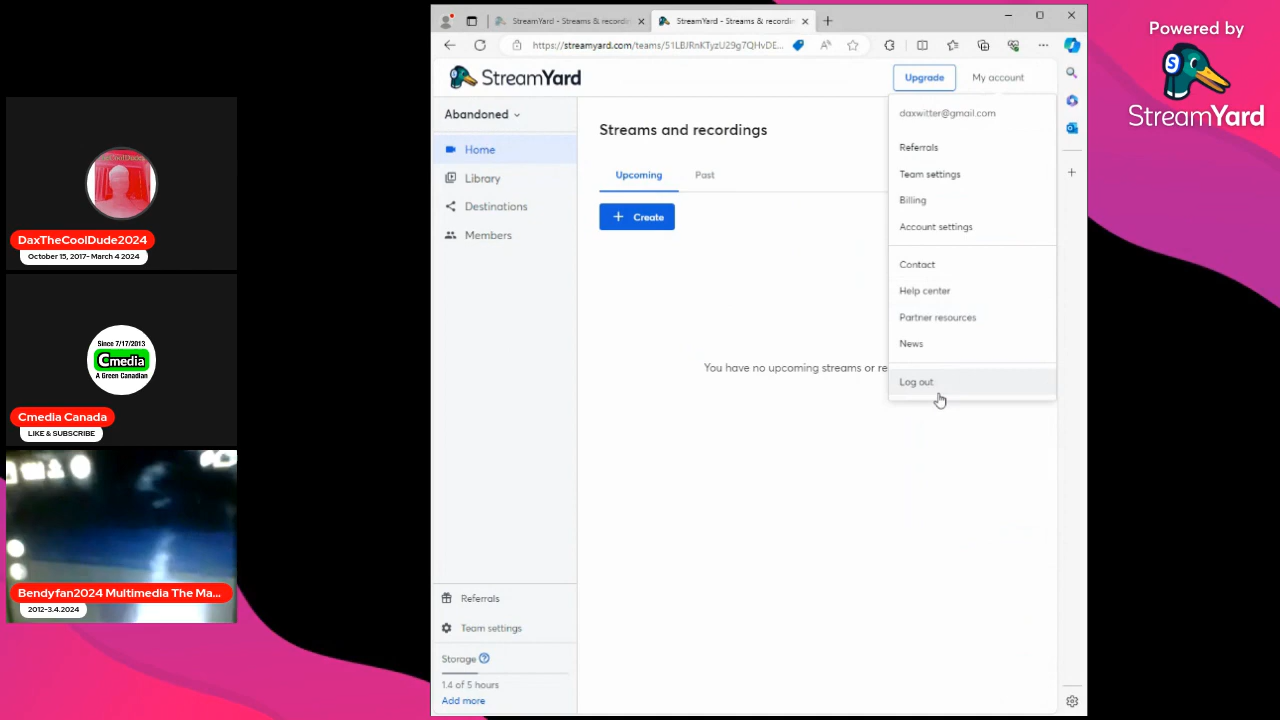 DaxTheCoolDude2024
October 15, 2017- March 4 2024
Since 7/17/2013
Cmedia
A Green Canadian
Cmedia Canada
LIKE & SUBSCRIBE
Bendyfan2024 Multimedia The Ma...
2012-3.4.2024
StreamYard - Streams & recordin
StreamYard - Streams & recordin
https://streamyard.com/teams/S1LBJRnKTyzU29g7QHvDE...
StreamYard
Upgrade
My account
Abandoned
Home
Library
Destinations
Members
Streams and recordings
Upcoming
Past
+ Create
You have no upcoming streams or re
daxwitter@gmail.com
Referrals
Team settings
Billing
Account settings
Contact
Help center
Partner resources
News
Log out
Referrals
Team settings
Storage
1.4 of 5 hours
Add more
Powered by
S
StreamYard